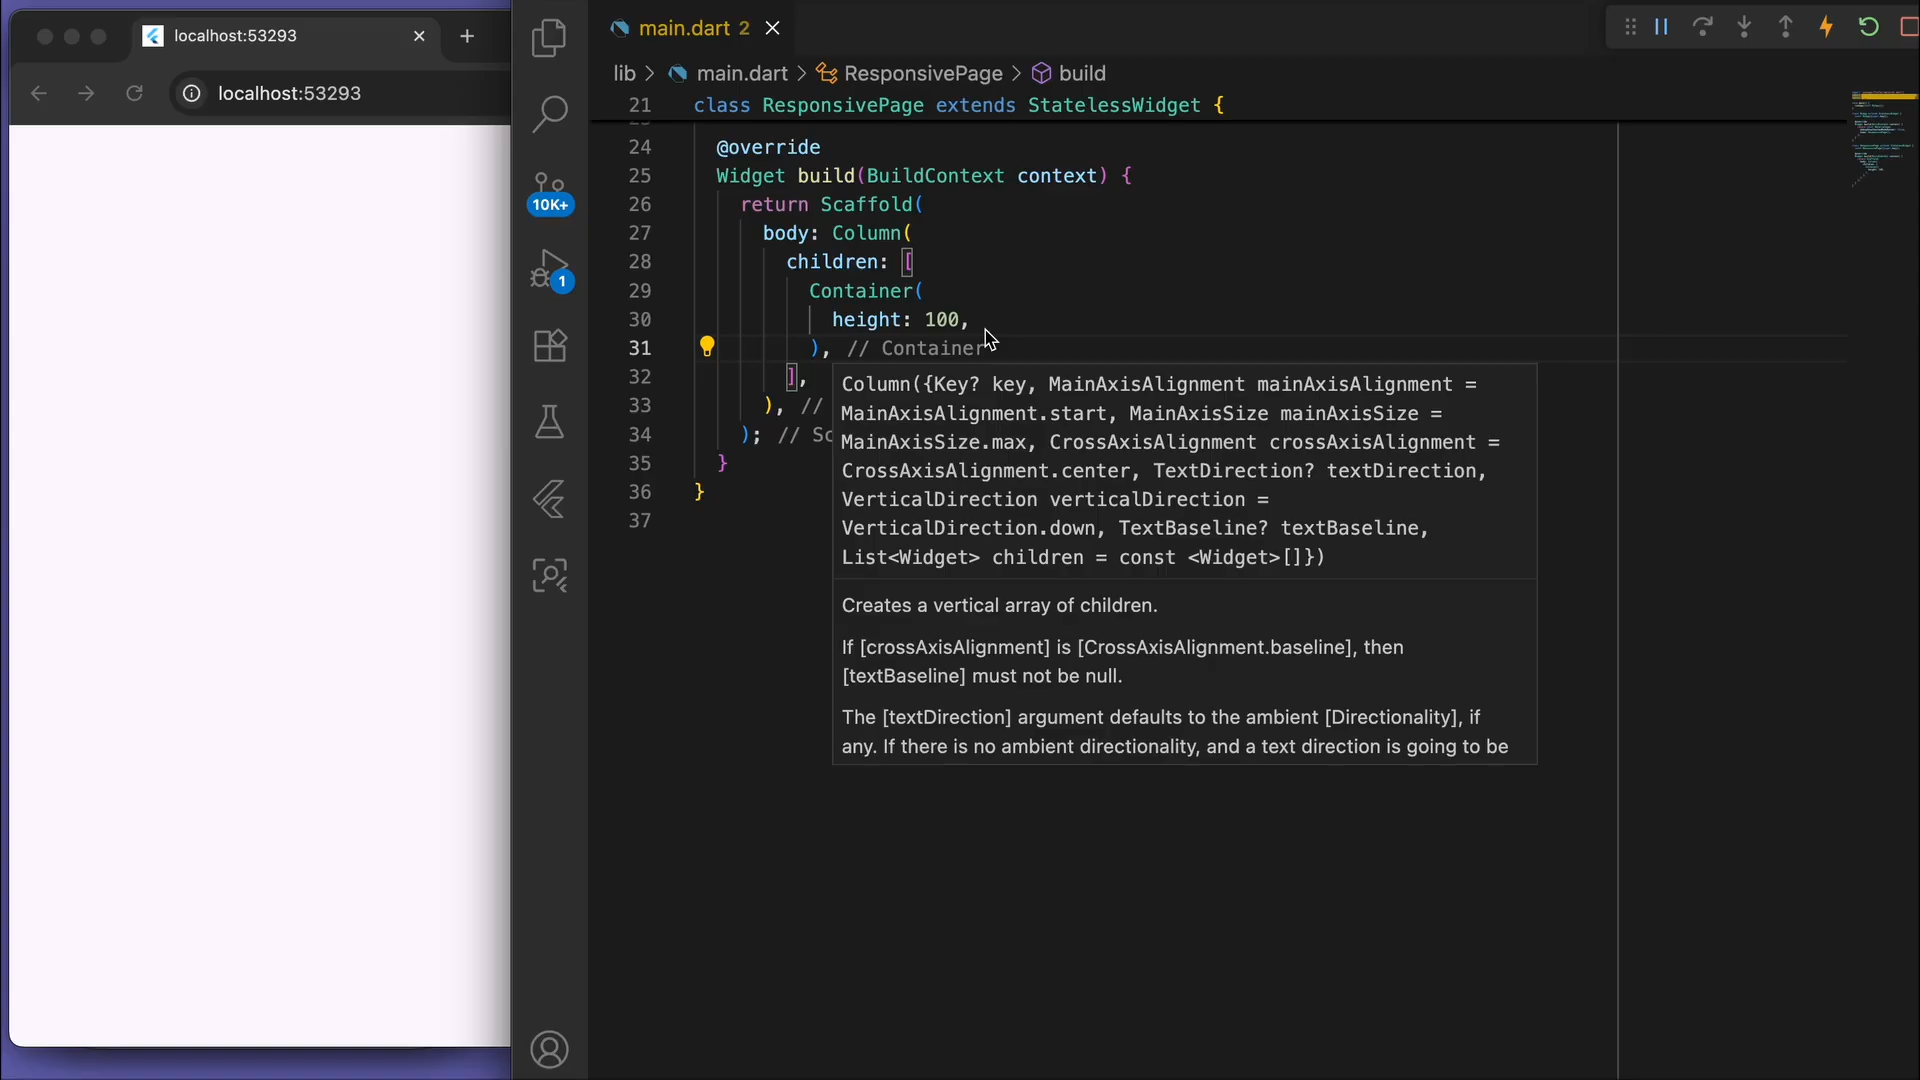 localhost:53293
localhost:53293
10K+
1
main.dart 2
lib > main.dart > ResponsivePage > build
21 class ResponsivePage extends StatelessWidget {
24 @override
25 Widget build(BuildContext context) {
26 return Scaffold(
27 body: Column(
28 children: [
29 Container(
30 height: 100,
31 ), // Container
32 ],
33 ), //
34 ); // Sc
35 }
36 }
37
Column({Key? key, MainAxisAlignment mainAxisAlignment =
MainAxisAlignment.start, MainAxisSize mainAxisSize =
MainAxisSize.max, CrossAxisAlignment crossAxisAlignment =
CrossAxisAlignment.center, TextDirection? textDirection,
VerticalDirection verticalDirection =
VerticalDirection.down, TextBaseline? textBaseline,
List<Widget> children = const <Widget>[]})
Creates a vertical array of children.
If [crossAxisAlignment] is [CrossAxisAlignment.baseline], then
[textBaseline] must not be null.
The [textDirection] argument defaults to the ambient [Directionality], if
any. If there is no ambient directionality, and a text direction is going to be